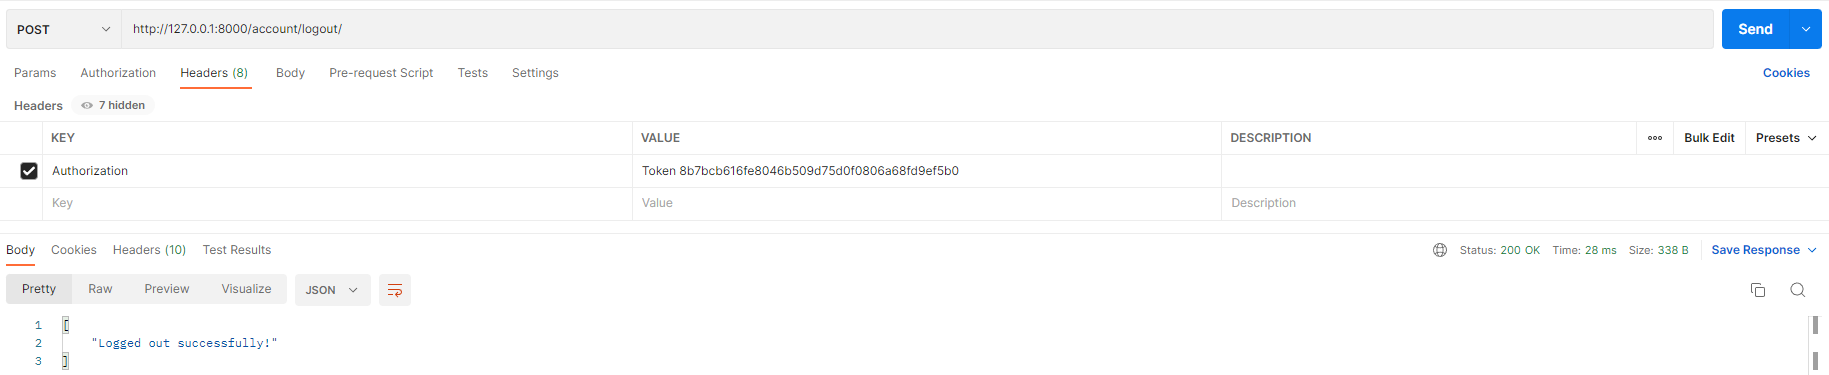 POST http://127.0.0.1:8000/account/logout/ Send
Params Authorization Headers (8) Body Pre-request Script Tests Settings Cookies
Headers 7 hidden
KEY VALUE DESCRIPTION Bulk Edit Presets
Authorization Token 8b7bcb616fe8046b509d75d0f0806a68fd9ef5b0
Key Value Description
Body Cookies Headers (10) Test Results Status: 200 OK Time: 28 ms Size: 338 B Save Response
Pretty Raw Preview Visualize JSON
1 [
2 "Logged out successfully!"
3 ]